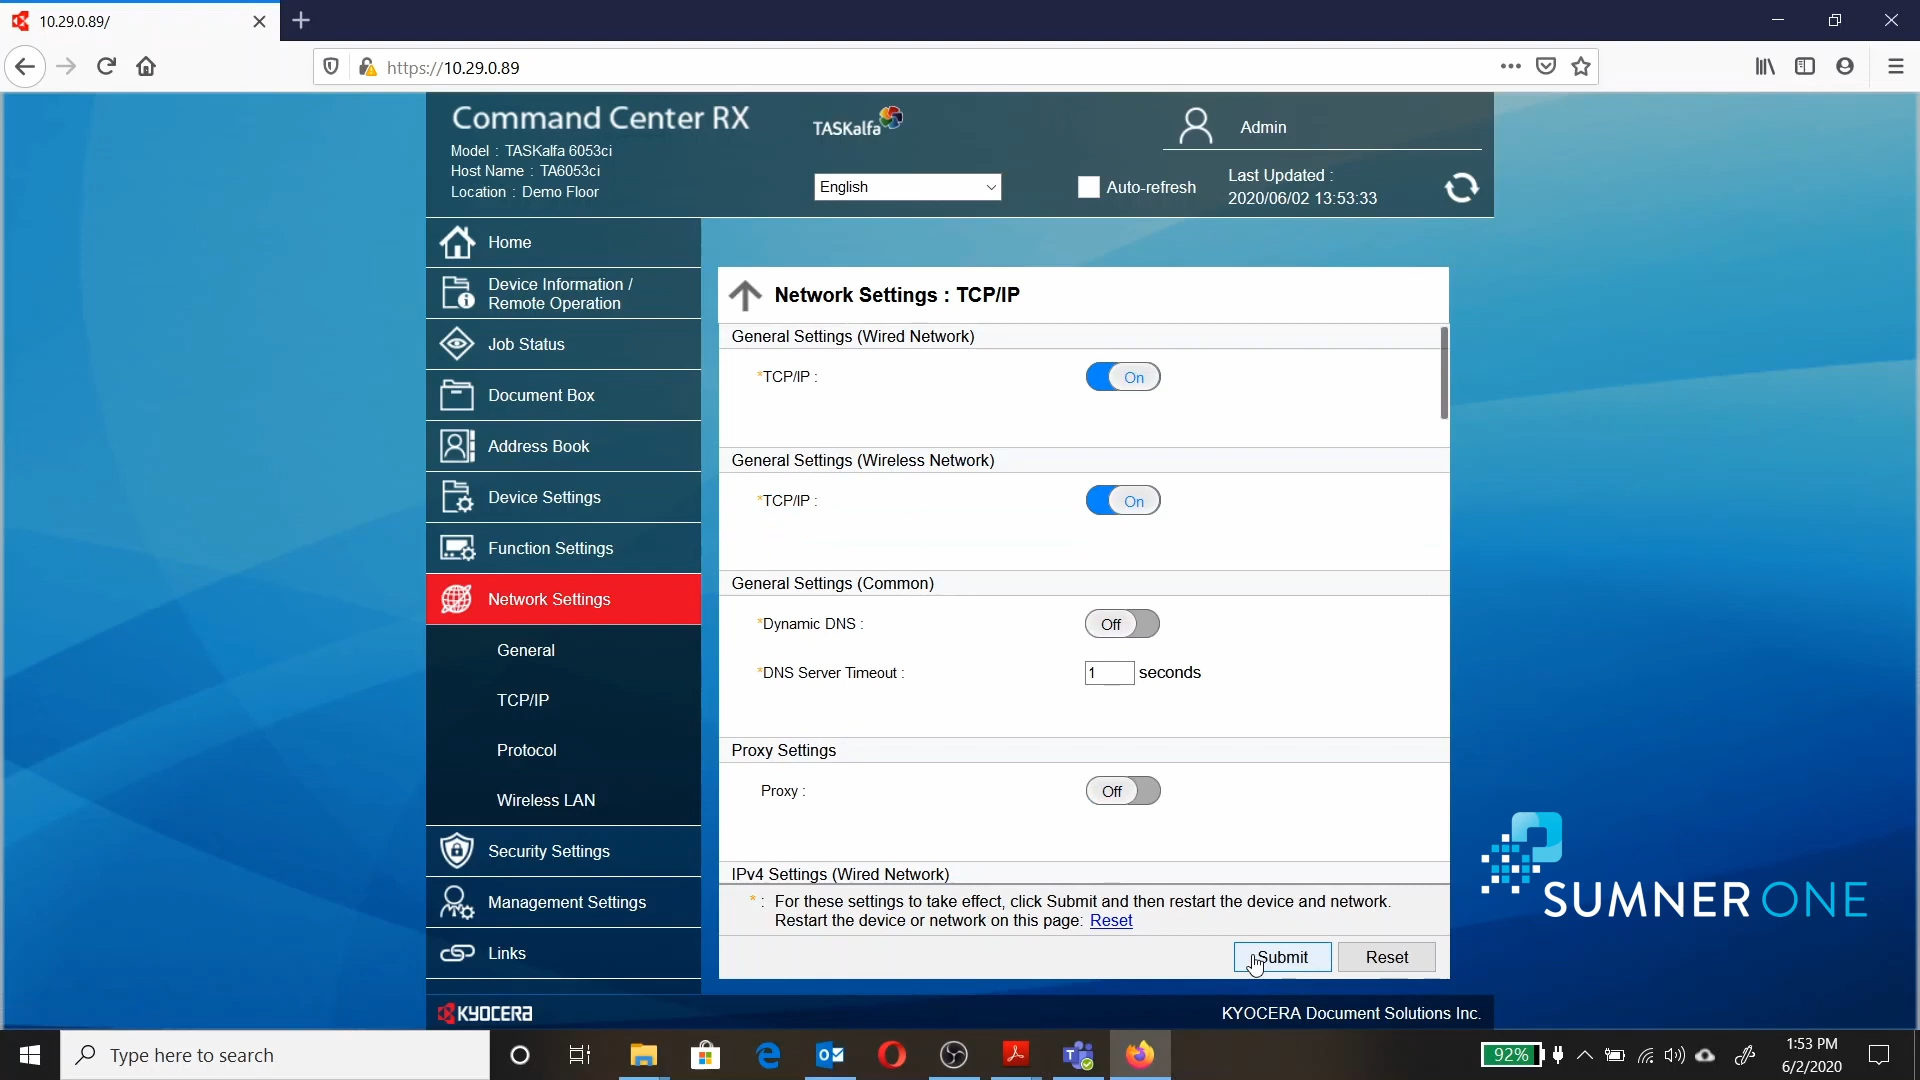 10.29.0.89/
https://10.29.0.89
Command Center RX
Model : TASKalfa 6053ci
Host Name : TA6053ci
Location : Demo Floor
TASKalfa
English
Admin
Auto-refresh
Last Updated :
2020/06/02 13:53:33
Home
Device Information /
Remote Operation
Job Status
Document Box
Address Book
Device Settings
Function Settings
Network Settings
General
TCP/IP
Protocol
Wireless LAN
Security Settings
Management Settings
Links
Network Settings : TCP/IP
General Settings (Wired Network)
*TCP/IP : On
General Settings (Wireless Network)
*TCP/IP : On
General Settings (Common)
*Dynamic DNS : Off
*DNS Server Timeout : 1 seconds
Proxy Settings
Proxy : Off
IPv4 Settings (Wired Network)
* : For these settings to take effect, click Submit and then restart the device and network.
Restart the device or network on this page: Reset
Submit Reset
KYOCERA
KYOCERA Document Solutions Inc.
SUMNERONE
Type here to search
92%
1:53 PM
6/2/2020